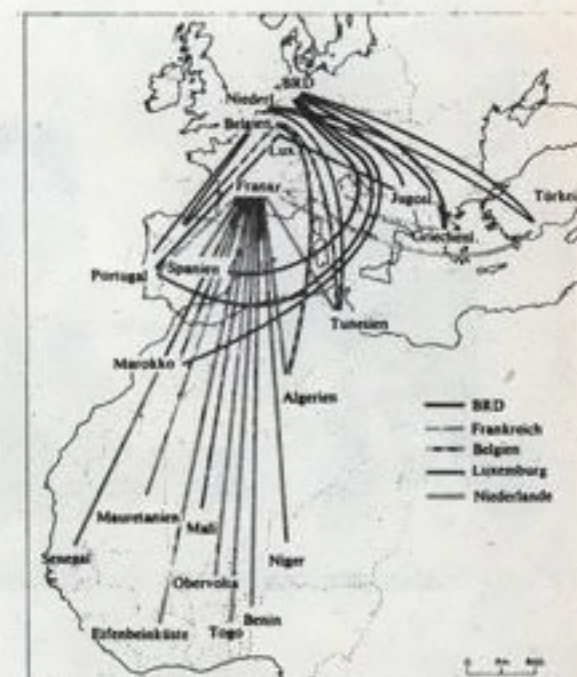 BRD
Niederl.
Belgien
Lux.
Frankr
Jugosl.
Türkei
Griechenl.
Portugal
Spanien
Tunesien
Marokko
Algerien
BRD
Frankreich
Belgien
Luxemburg
Niederlande
Mauretanien
Mali
Senegal
Niger
Obervolta
Benin
Elfenbeinküste
Togo
0